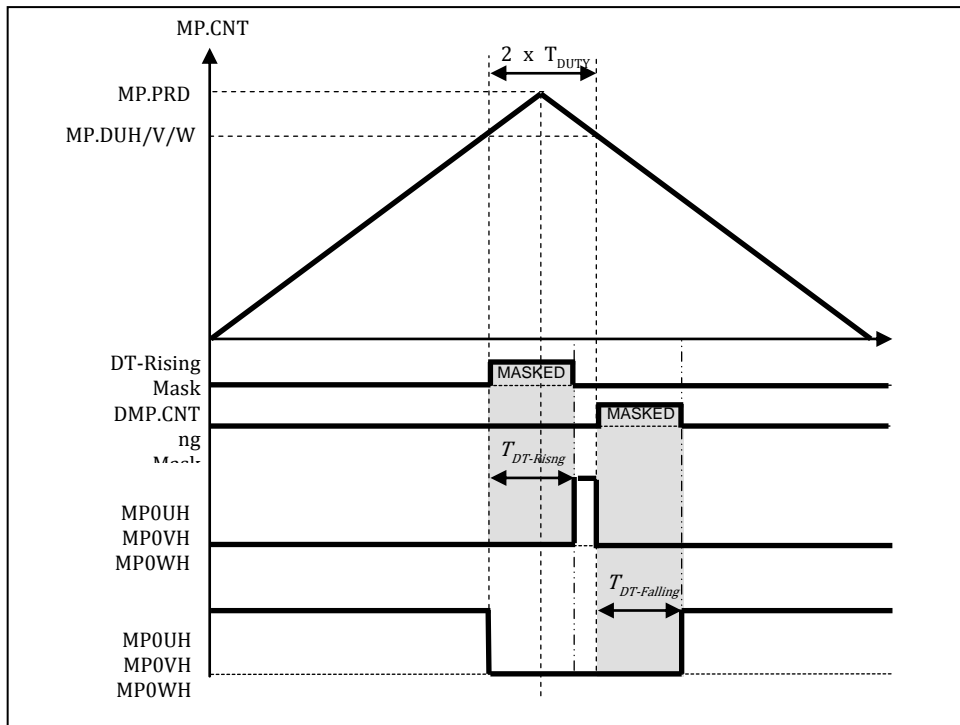 MP.CNT
2 x T_DUTY
MP.PRD
MP.DUH/V/W
DT-Rising
Mask
MASKED
DMP.CNT
ng
MASKED
T_DT-Risng
MP0UH
MP0VH
MP0WH
T_DT-Falling
MP0UH
MP0VH
MP0WH